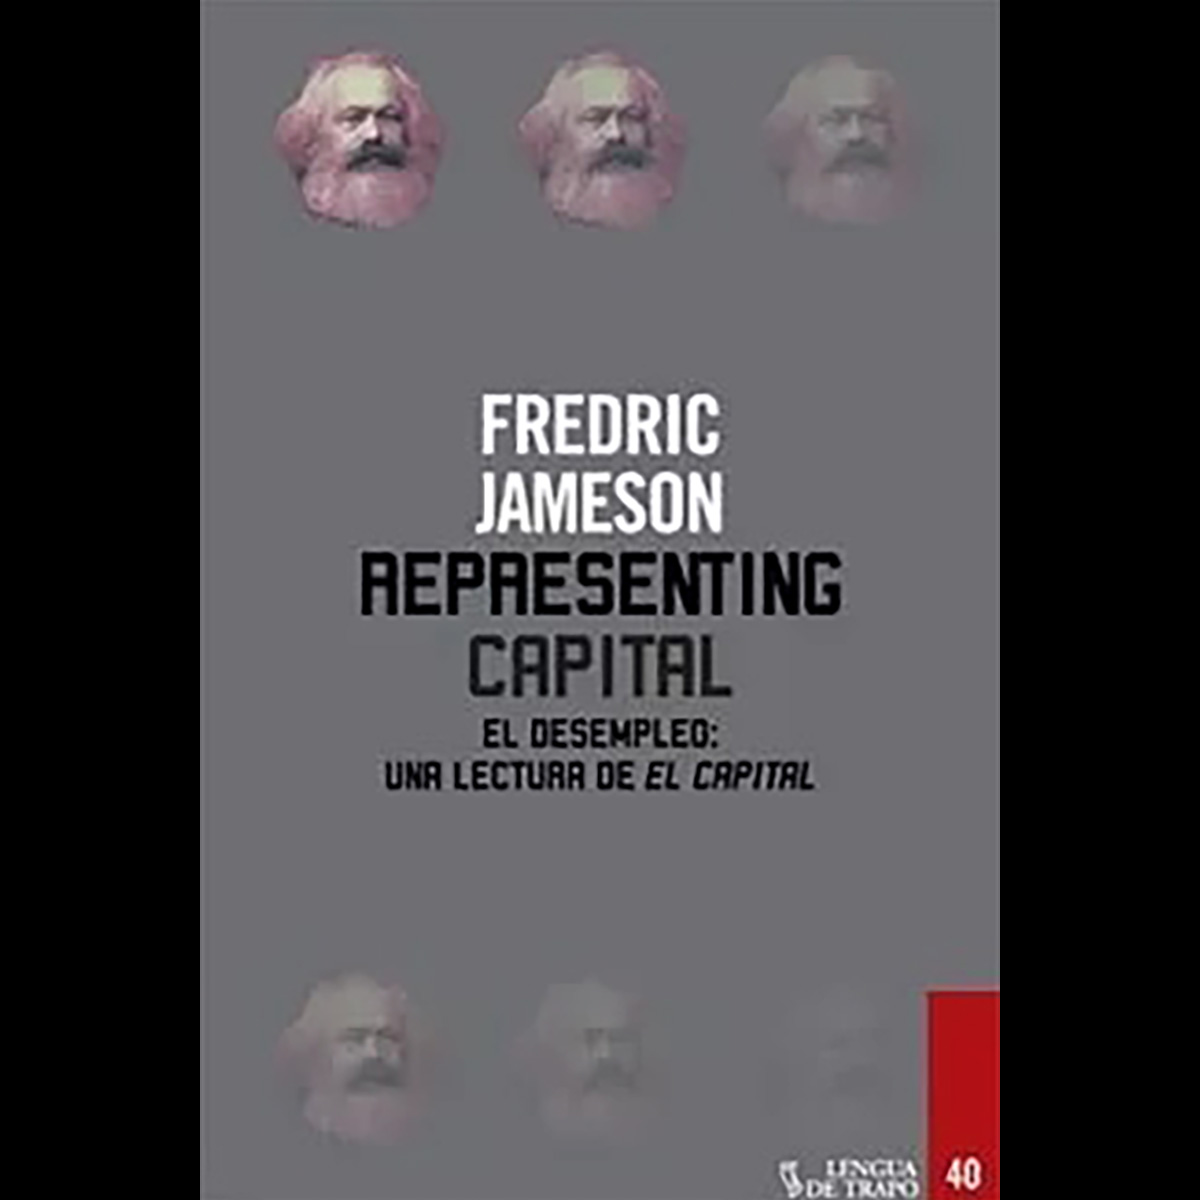 FREDRIC
JAMESON
REPRESENTING
CAPITAL
EL DESEMPLEO:
UNA LECTURA DE EL CAPITAL
LENGUA
DE TRAPO
40